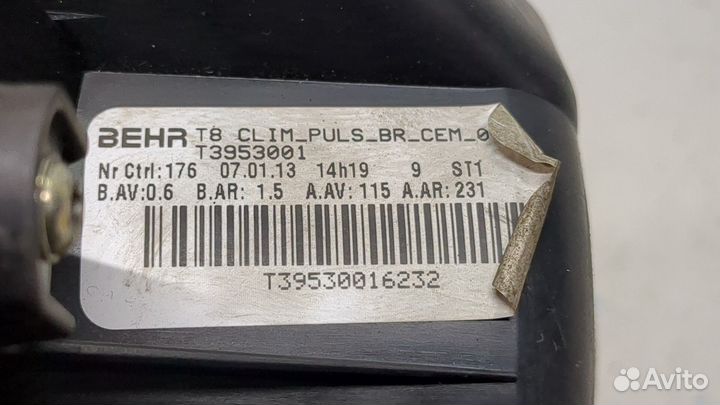 BEHR T8 CLIM_PULS_BR_CEM_0
T3953001
Nr Ctrl:176 07.01.13 14h19 9 ST1
B.AV:0.6 B.AR: 1.5 A.AV: 115 A.AR: 231
T39530016232
Avito